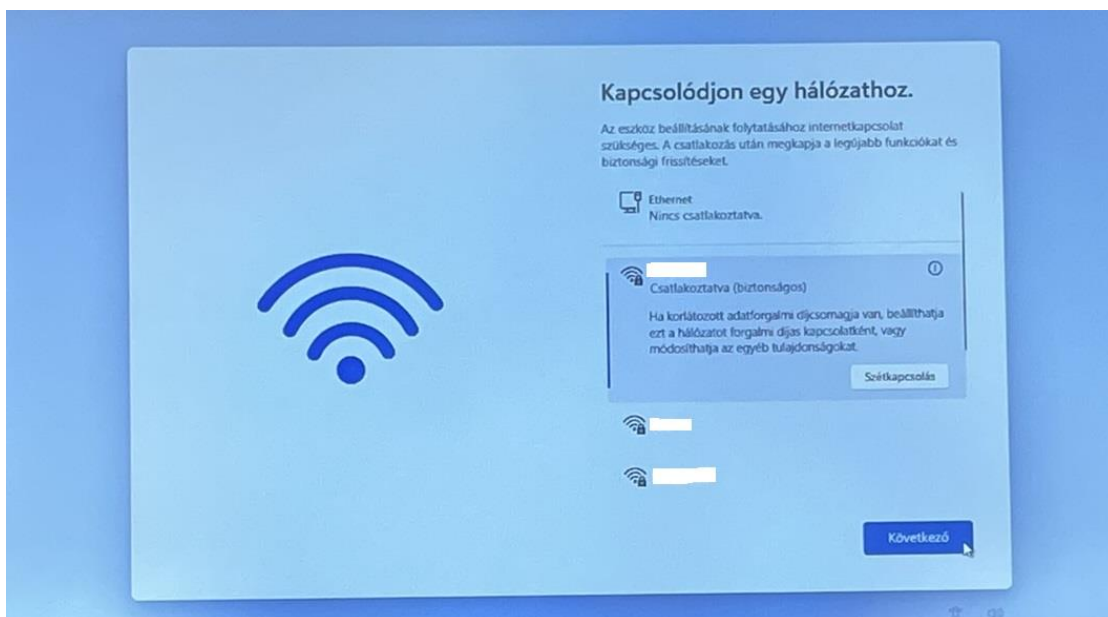 Kapcsolódjon egy hálózathoz.
Az eszköz beállításának folytatásához internetkapcsolat
szükséges. A csatlakozás után megkapja a legújabb funkciókat és
biztonsági frissítéseket.
Ethernet
Nincs csatlakoztatva.
Csatlakoztatva (biztonságos)
Ha korlátozott adatforgalmi díjcsomagja van, beállíthatja
ezt a hálózatot forgalmi díjas kapcsolatként, vagy
módosíthatja az egyéb tulajdonságokat.
Szétkapcsolás
Következő